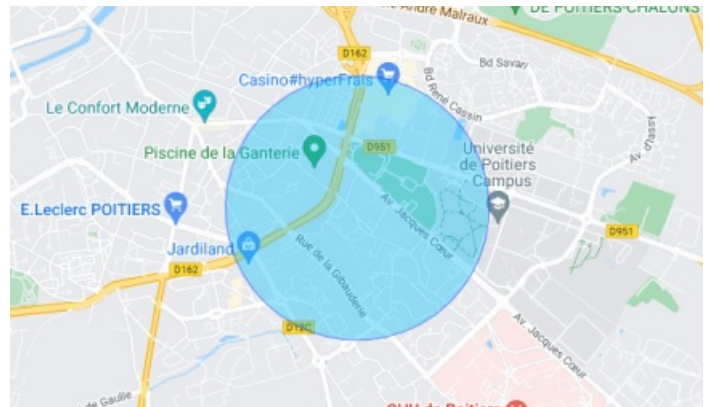 André Malraux
DE POITIERS-CHALONS
D162
Bd Savari
Casino#hyperFrais
Bd René Cassin
Le Confort Moderne
D951
Piscine de la Ganterie
Université
de Poitiers
- Campus
Av. d'Iassy
E.Leclerc POITIERS
Av. Jacques Cœur
Jardiland
Rue de la Gibauderie
D951
D162
D12C
Av. Jacques Cœur
de Gaulle
CHU de Poitiers